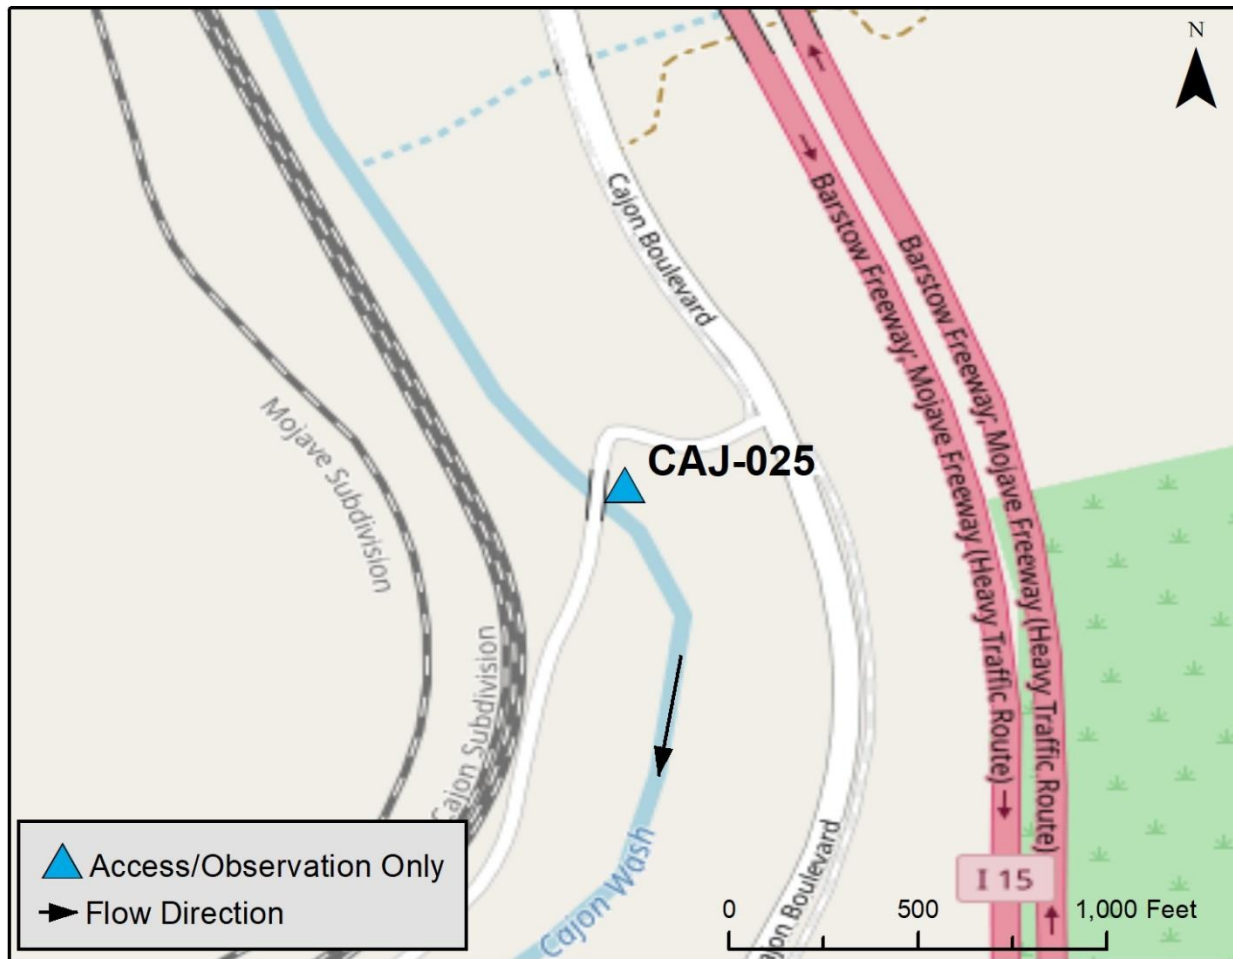 N
Cajon Boulevard
Barstow Freeway; Mojave Freeway (Heavy Traffic Route)
Barstow Freeway; Mojave Freeway (Heavy Traffic Route)
Mojave Subdivision
CAJ-025
Cajon Subdivision
Cajon Wash
ajon Boulevard
I 15
Access/Observation Only
Flow Direction
0 500 1,000 Feet